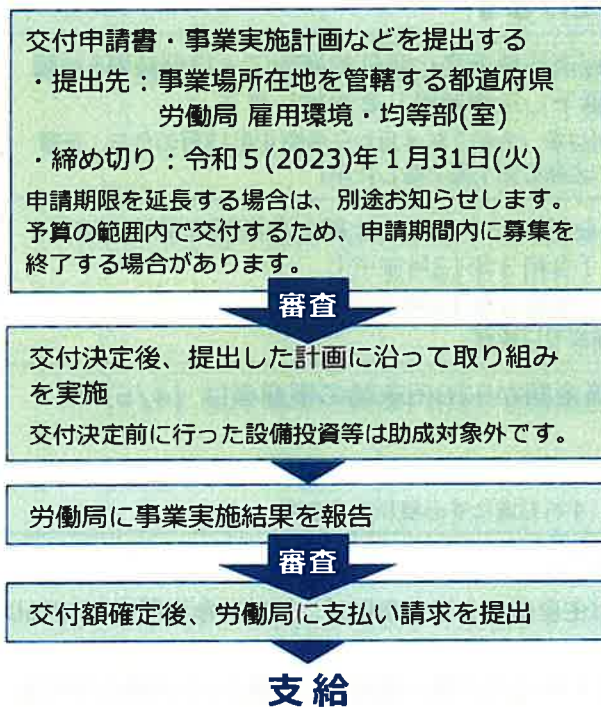 交付申請書・事業実施計画などを提出する
・提出先：事業場所在地を管轄する都道府県
労働局 雇用環境・均等部(室)
・締め切り：令和５(2023)年１月31日(火)
申請期限を延長する場合は、別途お知らせします。
予算の範囲内で交付するため、申請期間内に募集を
終了する場合があります。
審査
交付決定後、提出した計画に沿って取り組み
を実施
交付決定前に行った設備投資等は助成対象外です。
労働局に事業実施結果を報告
審査
交付額確定後、労働局に支払い請求を提出
支給